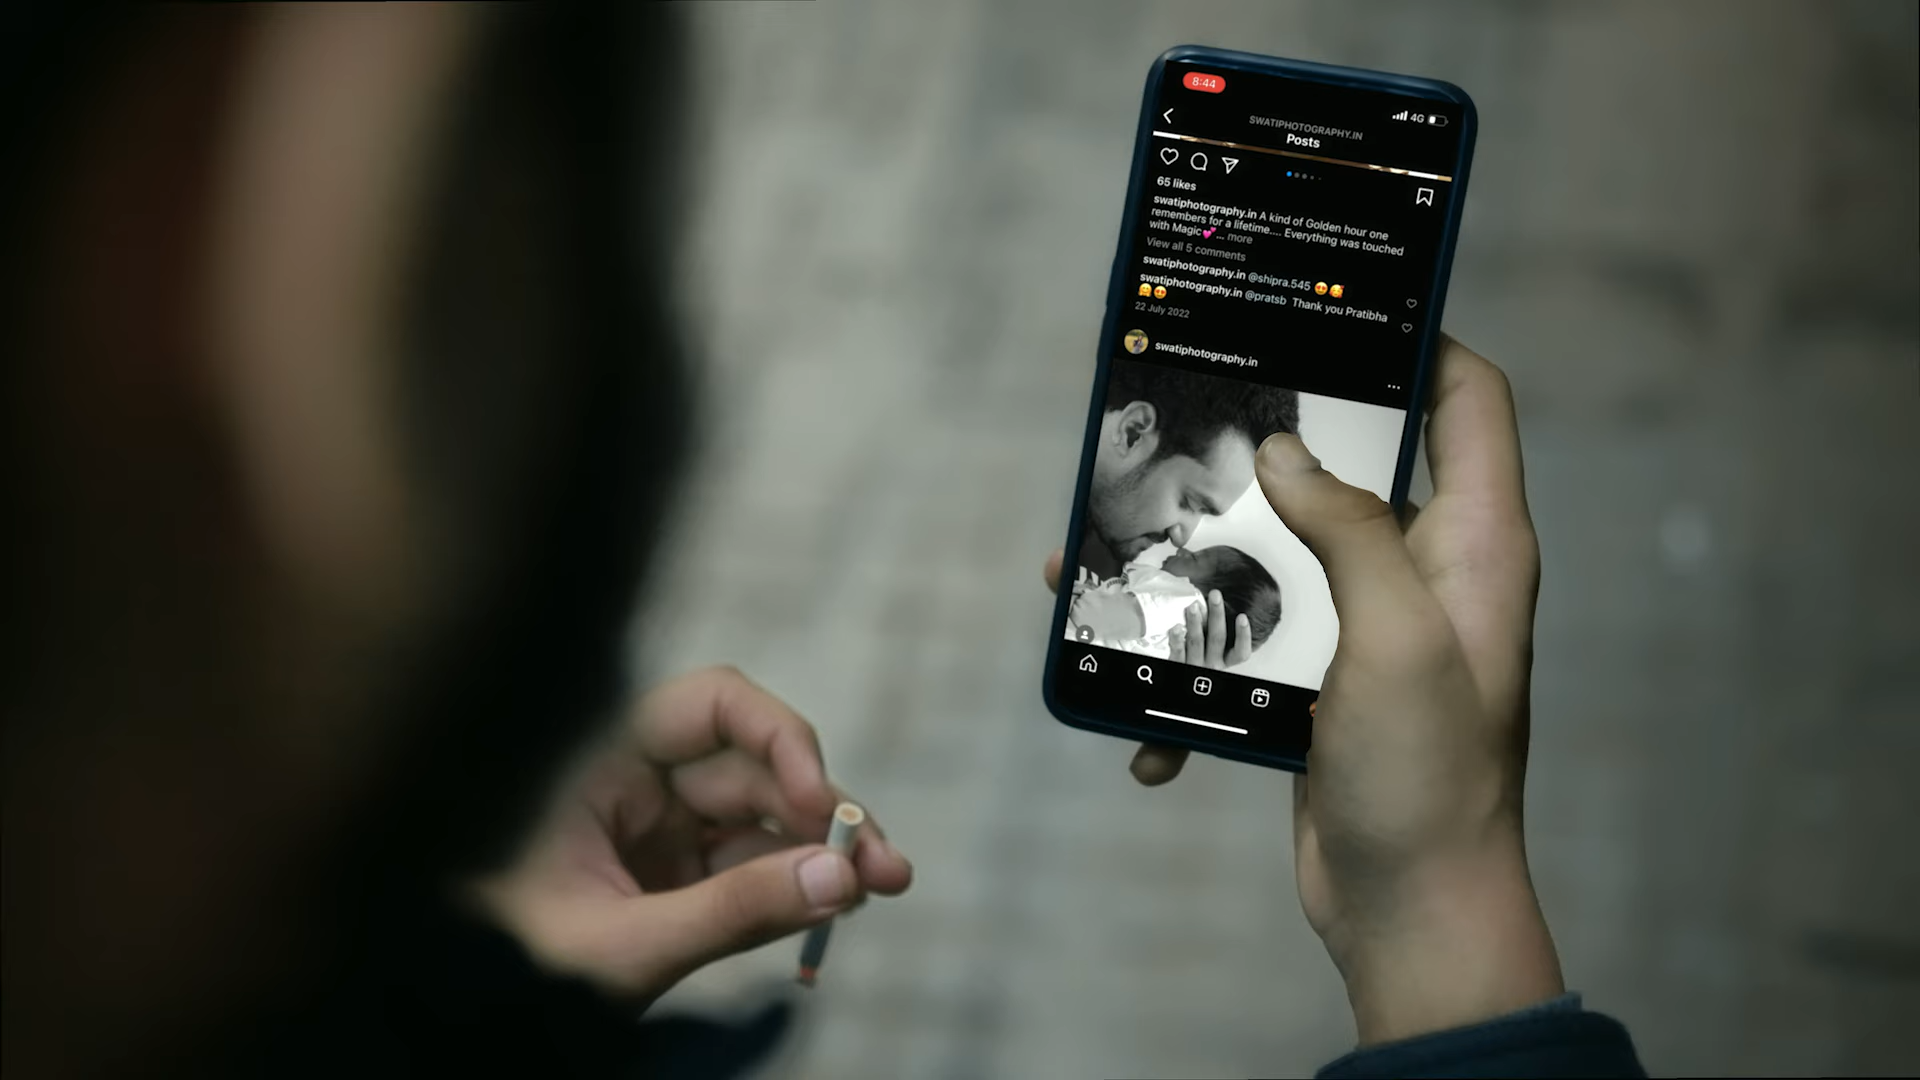 8:44
4G
SWATIPHOTOGRAPHY.IN
Posts
65 likes
swatiphotography.in A kind of Golden hour one
remembers for a lifetime.... Everything was touched
with Magic💕... more
View all 5 comments
swatiphotography.in @shipra.545 😍🥰
swatiphotography.in @pratsb Thank you Pratibha
🤗😍
22 July 2022
swatiphotography.in